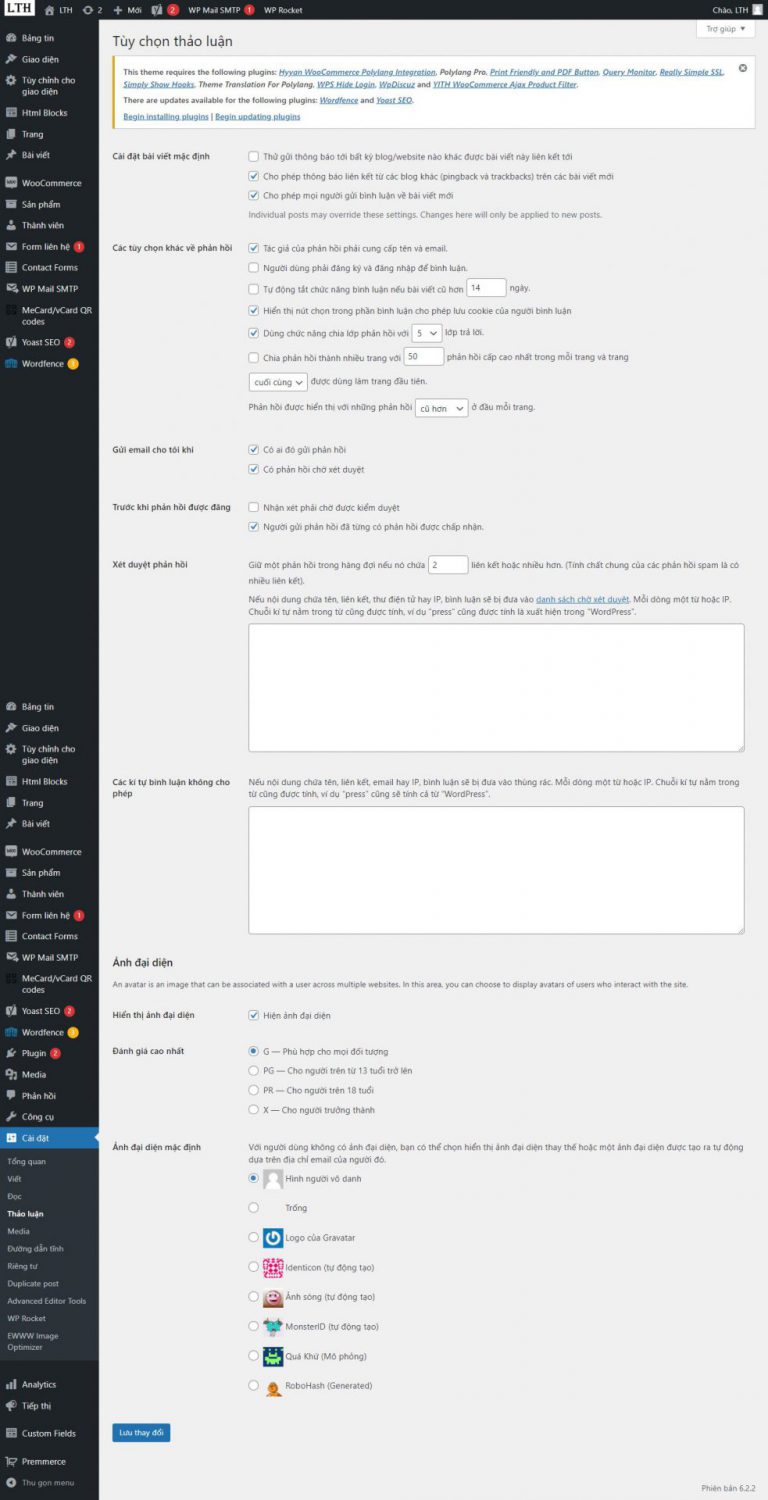 LTH
LTH
2
Mới
2
WP Mail SMTP
1
WP Rocket
Chào, LTH
Trợ giúp
Tùy chọn thảo luận
This theme requires the following plugins: Hyyan WooCommerce Polylang Integration, Polylang Pro, Print Friendly and PDF Button, Query Monitor, Really Simple SSL,
Simply Show Hooks, Theme Translation For Polylang, WPS Hide Login, WpDiscuz and YITH WooCommerce Ajax Product Filter.
There are updates available for the following plugins: Wordfence and Yoast SEO.
Begin installing plugins | Begin updating plugins
Bảng tin
Giao diện
Tùy chỉnh cho
giao diện
Html Blocks
Trang
Bài viết
WooCommerce
Sản phẩm
Thành viên
Form liên hệ 1
Contact Forms
WP Mail SMTP
MeCard/vCard QR
codes
Yoast SEO 2
Wordfence 3
Cài đặt bài viết mặc định
Thử gửi thông báo tới bất kỳ blog/website nào khác được bài viết này liên kết tới
Cho phép thông báo liên kết từ các blog khác (pingback và trackbacks) trên các bài viết mới
Cho phép mọi người gửi bình luận về bài viết mới
Individual posts may override these settings. Changes here will only be applied to new posts.
Các tùy chọn khác về phản hồi
Tác giả của phản hồi phải cung cấp tên và email.
Người dùng phải đăng ký và đăng nhập để bình luận.
Tự động tắt chức năng bình luận nếu bài viết cũ hơn 14 ngày.
Hiển thị nút chọn trong phần bình luận cho phép lưu cookie của người bình luận
Dùng chức năng chia lớp phản hồi với 5 lớp trả lời.
Chia phản hồi thành nhiều trang với 50 phản hồi cấp cao nhất trong mỗi trang và trang
cuối cùng được dùng làm trang đầu tiên.
Phản hồi được hiển thị với những phản hồi cũ hơn ở đầu mỗi trang.
Gửi email cho tôi khi
Có ai đó gửi phản hồi
Có phản hồi chờ xét duyệt
Trước khi phản hồi được đăng
Nhận xét phải chờ được kiểm duyệt
Người gửi phản hồi đã từng có phản hồi được chấp nhận.
Xét duyệt phản hồi
Giữ một phản hồi trong hàng đợi nếu nó chứa 2 liên kết hoặc nhiều hơn. (Tính chất chung của các phản hồi spam là có
nhiều liên kết).
Nếu nội dung chứa tên, liên kết, thư điện tử hay IP, bình luận sẽ bị đưa vào danh sách chờ xét duyệt. Mỗi dòng một từ hoặc IP.
Chuỗi kí tự nằm trong từ cũng được tính, ví dụ "press" cũng được tính là xuất hiện trong "WordPress".
Các kí tự bình luận không cho
phép
Nếu nội dung chứa tên, liên kết, email hay IP, bình luận sẽ bị đưa vào thùng rác. Mỗi dòng một từ hoặc IP. Chuỗi kí tự nằm trong
từ cũng được tính, ví dụ "press" cũng sẽ tính cả từ "WordPress".
Bảng tin
Giao diện
Tùy chỉnh cho
giao diện
Html Blocks
Trang
Bài viết
WooCommerce
Sản phẩm
Thành viên
Form liên hệ 1
Contact Forms
WP Mail SMTP
MeCard/vCard QR
codes
Yoast SEO 2
Wordfence 3
Plugin 2
Media
Phản hồi
Công cụ
Cài đặt
Tổng quan
Viết
Đọc
Thảo luận
Media
Đường dẫn tĩnh
Riêng tư
Duplicate post
Advanced Editor Tools
WP Rocket
EWWW Image
Optimizer
Analytics
Tiếp thị
Custom Fields
Premmerce
Thu gọn menu
Ảnh đại diện
An avatar is an image that can be associated with a user across multiple websites. In this area, you can choose to display avatars of users who interact with the site.
Hiển thị ảnh đại diện
Hiện ảnh đại diện
Đánh giá cao nhất
G — Phù hợp cho mọi đối tượng
PG — Cho người trên từ 13 tuổi trở lên
PR — Cho người trên 18 tuổi
X — Cho người trưởng thành
Ảnh đại diện mặc định
Với người dùng không có ảnh đại diện, bạn có thể chọn hiển thị ảnh đại diện thay thế hoặc một ảnh đại diện được tạo ra tự động
dựa trên địa chỉ email của người đó.
Hình người vô danh
Trống
Logo của Gravatar
Identicon (tự động tạo)
Ảnh sóng (tự động tạo)
MonsterID (tự động tạo)
Quá Khứ (Mô phỏng)
RoboHash (Generated)
Lưu thay đổi
Phiên bản 6.2.2